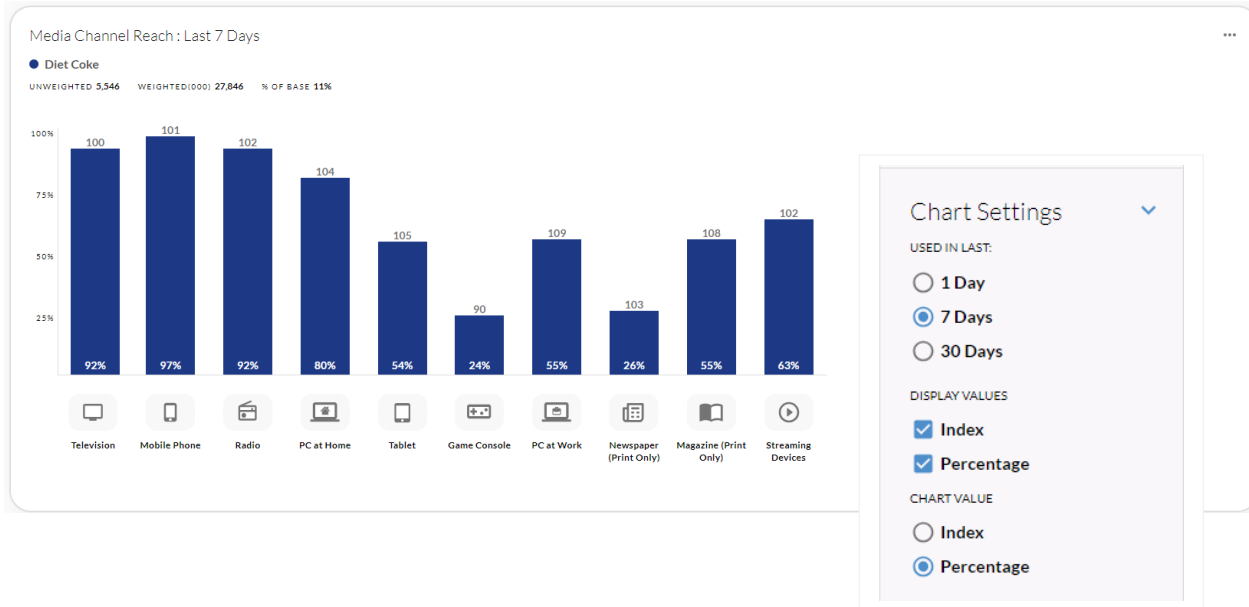 Media Channel Reach : Last 7 Days
...
Diet Coke
UNWEIGHTED 5,546 WEIGHTED(000) 27,846 % OF BASE 11%
100%
75%
50%
25%
100 101 102 104 105 90 109 103 108 102
92% 97% 92% 80% 54% 24% 55% 26% 55% 63%
Television Mobile Phone Radio PC at Home Tablet Game Console PC at Work Newspaper Magazine (Print Streaming
(Print Only) Only) Devices
Chart Settings
USED IN LAST:
1 Day
7 Days
30 Days
DISPLAY VALUES
Index
Percentage
CHART VALUE
Index
Percentage